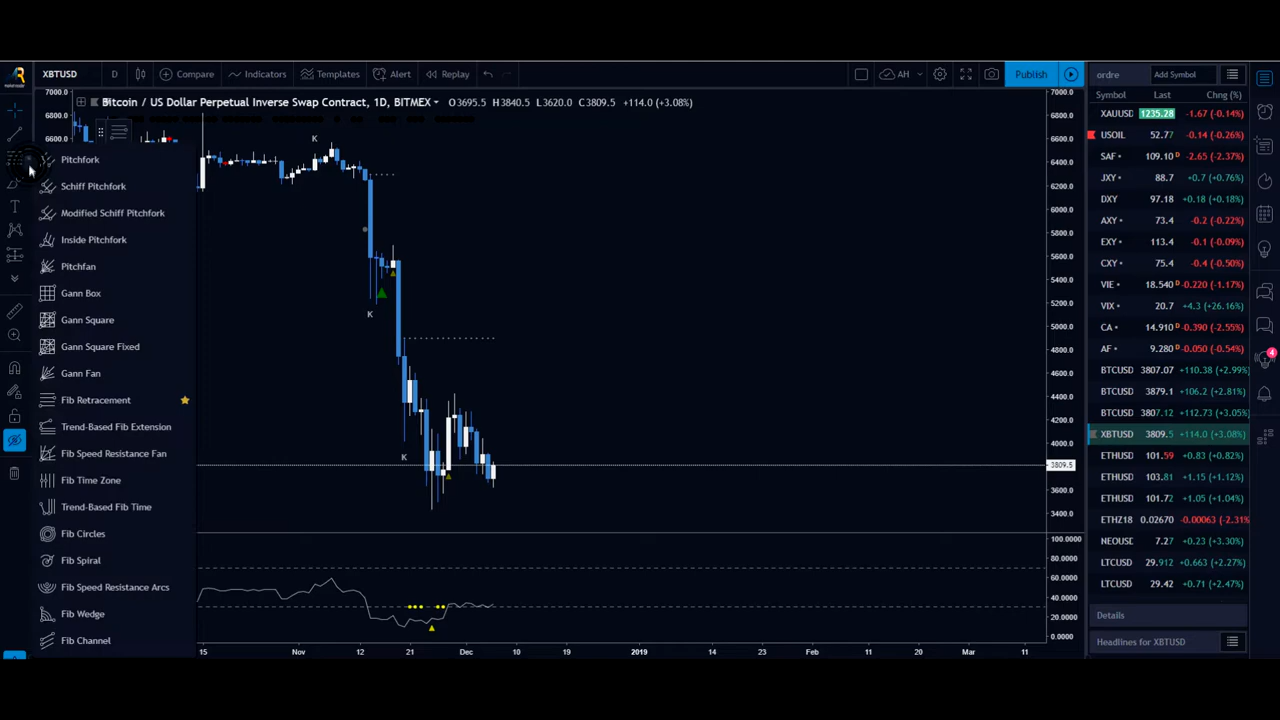 XBTUSD D Compare Indicators Templates Alert Replay AH Publish
Bitcoin / US Dollar Perpetual Inverse Swap Contract, 1D, BITMEX O3695.5 H3840.5 L3620.0 C3809.5 +114.0 (+3.08%)
Pitchfork
Schiff Pitchfork
Modified Schiff Pitchfork
Inside Pitchfork
Pitchfan
Gann Box
Gann Square
Gann Square Fixed
Gann Fan
Fib Retracement
Trend-Based Fib Extension
Fib Speed Resistance Fan
Fib Time Zone
Trend-Based Fib Time
Fib Circles
Fib Spiral
Fib Speed Resistance Arcs
Fib Wedge
Fib Channel
K
K
K
7000.0
6800.0
6600.0
7000.0
6800.0
6600.0
6400.0
6200.0
6000.0
5800.0
5600.0
5400.0
5200.0
5000.0
4800.0
4600.0
4400.0
4200.0
4000.0
3809.5
3600.0
3400.0
100.0000
80.0000
60.0000
40.0000
20.0000
0.0000
15 Nov 12 21 Dec 10 19 2019 14 23 Feb 11 20 Mar 11
ordre Add Symbol
Symbol Last Chng (%)
XAUUSD 1235.28 -1.67 (-0.14%)
USOIL 52.77 -0.14 (-0.26%)
SAF 109.10 D -2.65 (-2.37%)
JXY 88.7 +0.7 (+0.76%)
DXY 97.18 +0.18 (+0.18%)
AXY 73.4 -0.2 (-0.22%)
EXY 113.4 -0.1 (-0.09%)
CXY 75.4 -0.4 (-0.50%)
VIE 18.540 D -0.220 (-1.17%)
VIX 20.7 +4.3 (+26.16%)
CA 14.910 D -0.390 (-2.55%)
AF 9.280 D -0.050 (-0.54%)
BTCUSD 3807.07 +110.38 (+2.99%)
BTCUSD 3879.1 +106.2 (+2.81%)
BTCUSD 3807.12 +112.73 (+3.05%)
XBTUSD 3809.5 +114.0 (+3.08%)
ETHUSD 101.59 +0.83 (+0.82%)
ETHUSD 103.81 +1.05 (+1.04%)
ETHUSD 101.72 +1.05 (+1.12%)
ETHZ18 0.02670 -0.00063 (-2.31%
NEOUSD 7.27 +0.23 (+3.30%)
LTCUSD 29.912 +0.663 (+2.27%)
LTCUSD 29.42 +0.71 (+2.47%)
Details
Headlines for XBTUSD
4